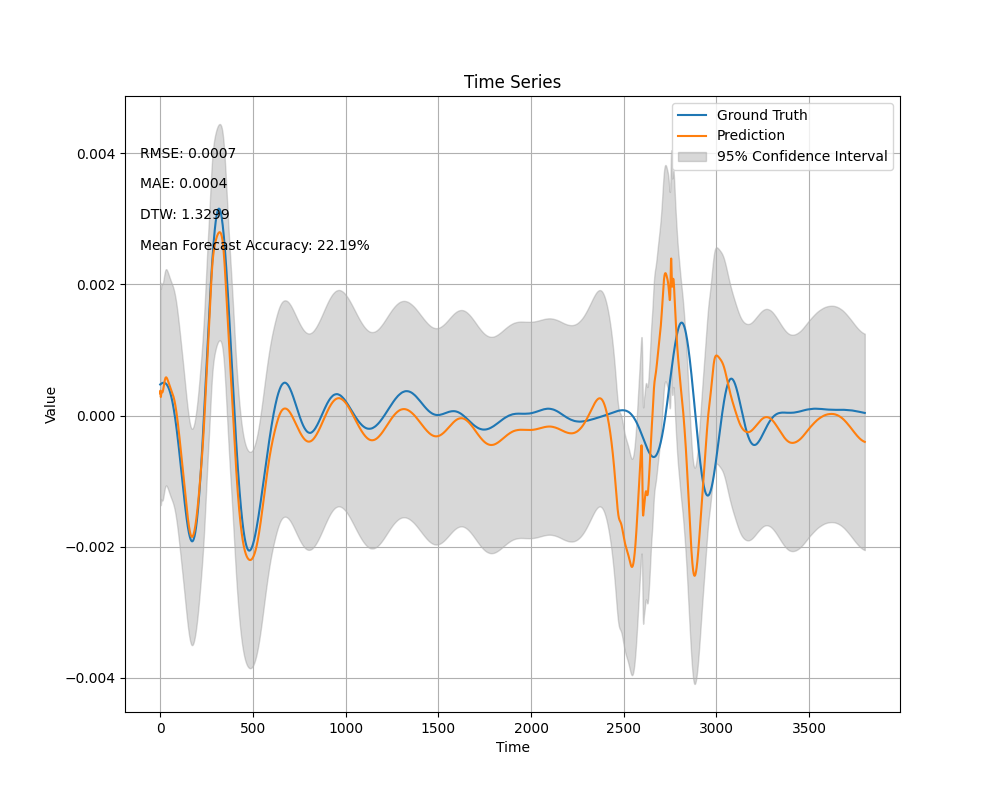 Time Series
Ground Truth
Prediction
95% Confidence Interval
RMSE: 0.0007
MAE: 0.0004
DTW: 1.3299
Mean Forecast Accuracy: 22.19%
0.004
0.002
0.000
−0.002
−0.004
Value
0 500 1000 1500 2000 2500 3000 3500
Time